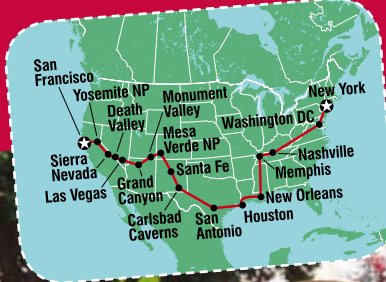 San
Francisco
Yosemite NP
Death
Valley
Monument
Valley
Mesa
Verde NP
New York
Washington DC
Sierra
Nevada
Las Vegas
Grand
Canyon
Santa Fe
Nashville
Memphis
Carlsbad
Caverns
San
Antonio
New Orleans
Houston